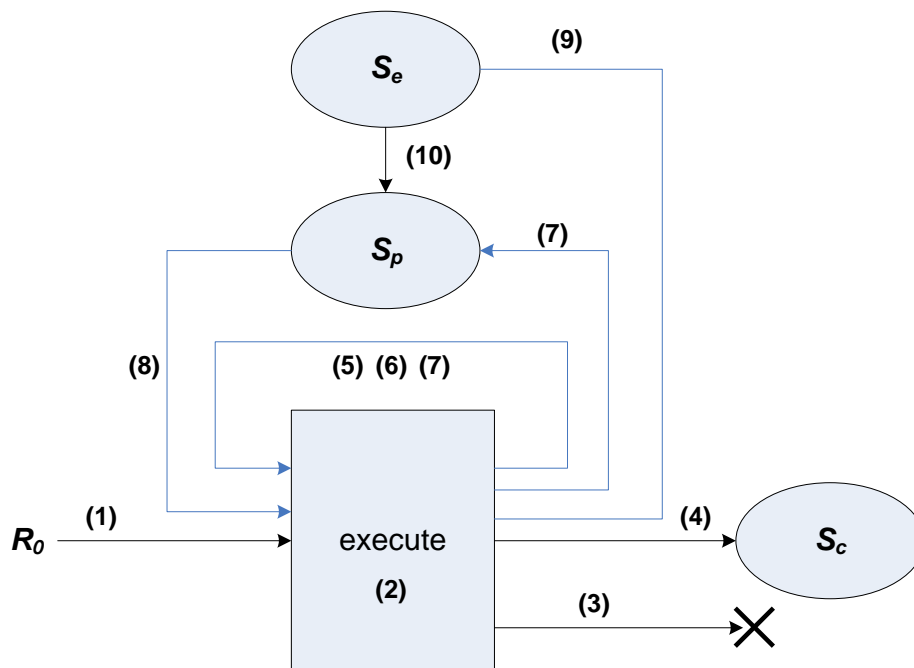 (9)
Se
(10)
Sp
(7)
(8)
(5) (6) (7)
R0
(1)
execute
(2)
(4)
Sc
(3)